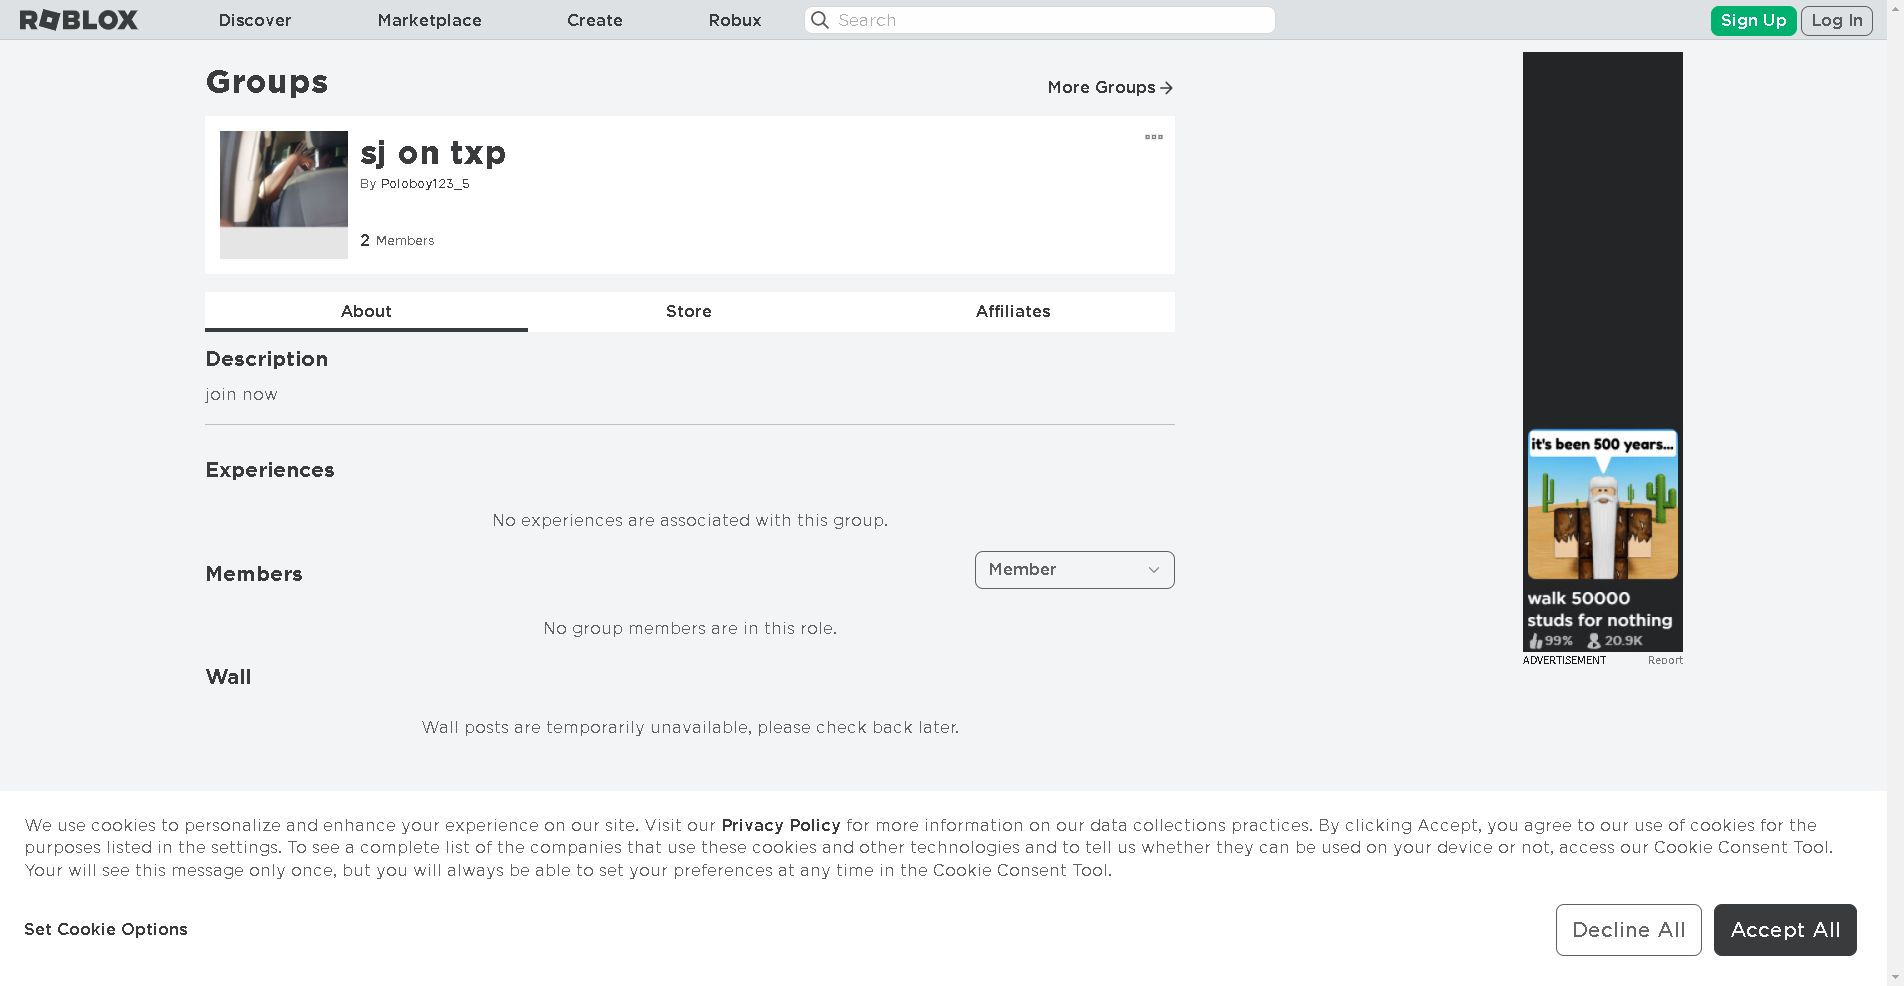 ROBLOX Discover Marketplace Create Robux Search Sign Up Log In
Groups
More Groups
sj on txp
By Poloboy123_5
2 Members
About Store Affiliates
Description
join now
Experiences
No experiences are associated with this group.
Members
Member
No group members are in this role.
Wall
Wall posts are temporarily unavailable, please check back later.
it's been 500 years...
walk 50000
studs for nothing
99% 20.9K
ADVERTISEMENT Report
We use cookies to personalize and enhance your experience on our site. Visit our Privacy Policy for more information on our data collections practices. By clicking Accept, you agree to our use of cookies for the
purposes listed in the settings. To see a complete list of the companies that use these cookies and other technologies and to tell us whether they can be used on your device or not, access our Cookie Consent Tool.
Your will see this message only once, but you will always be able to set your preferences at any time in the Cookie Consent Tool.
Set Cookie Options
Decline All
Accept All